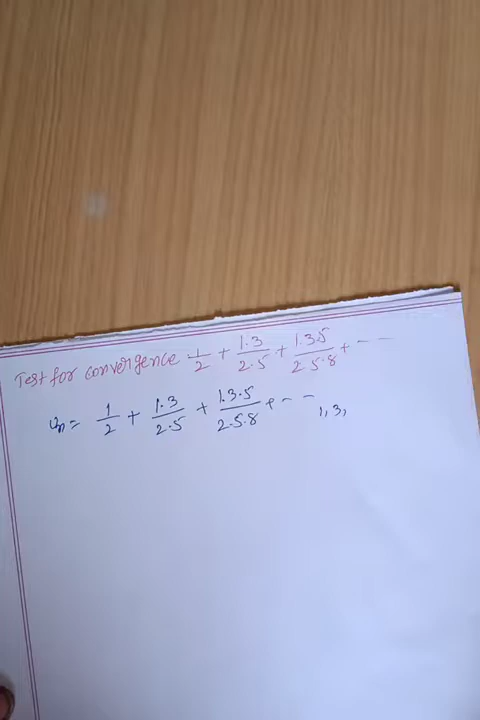 Test for convergence 1/2 + 1.3/2.5 + 1.3.5/2.5.8 + ---
Un = 1/2 + 1.3/2.5 + 1.3.5/2.5.8 + -- 1,3,